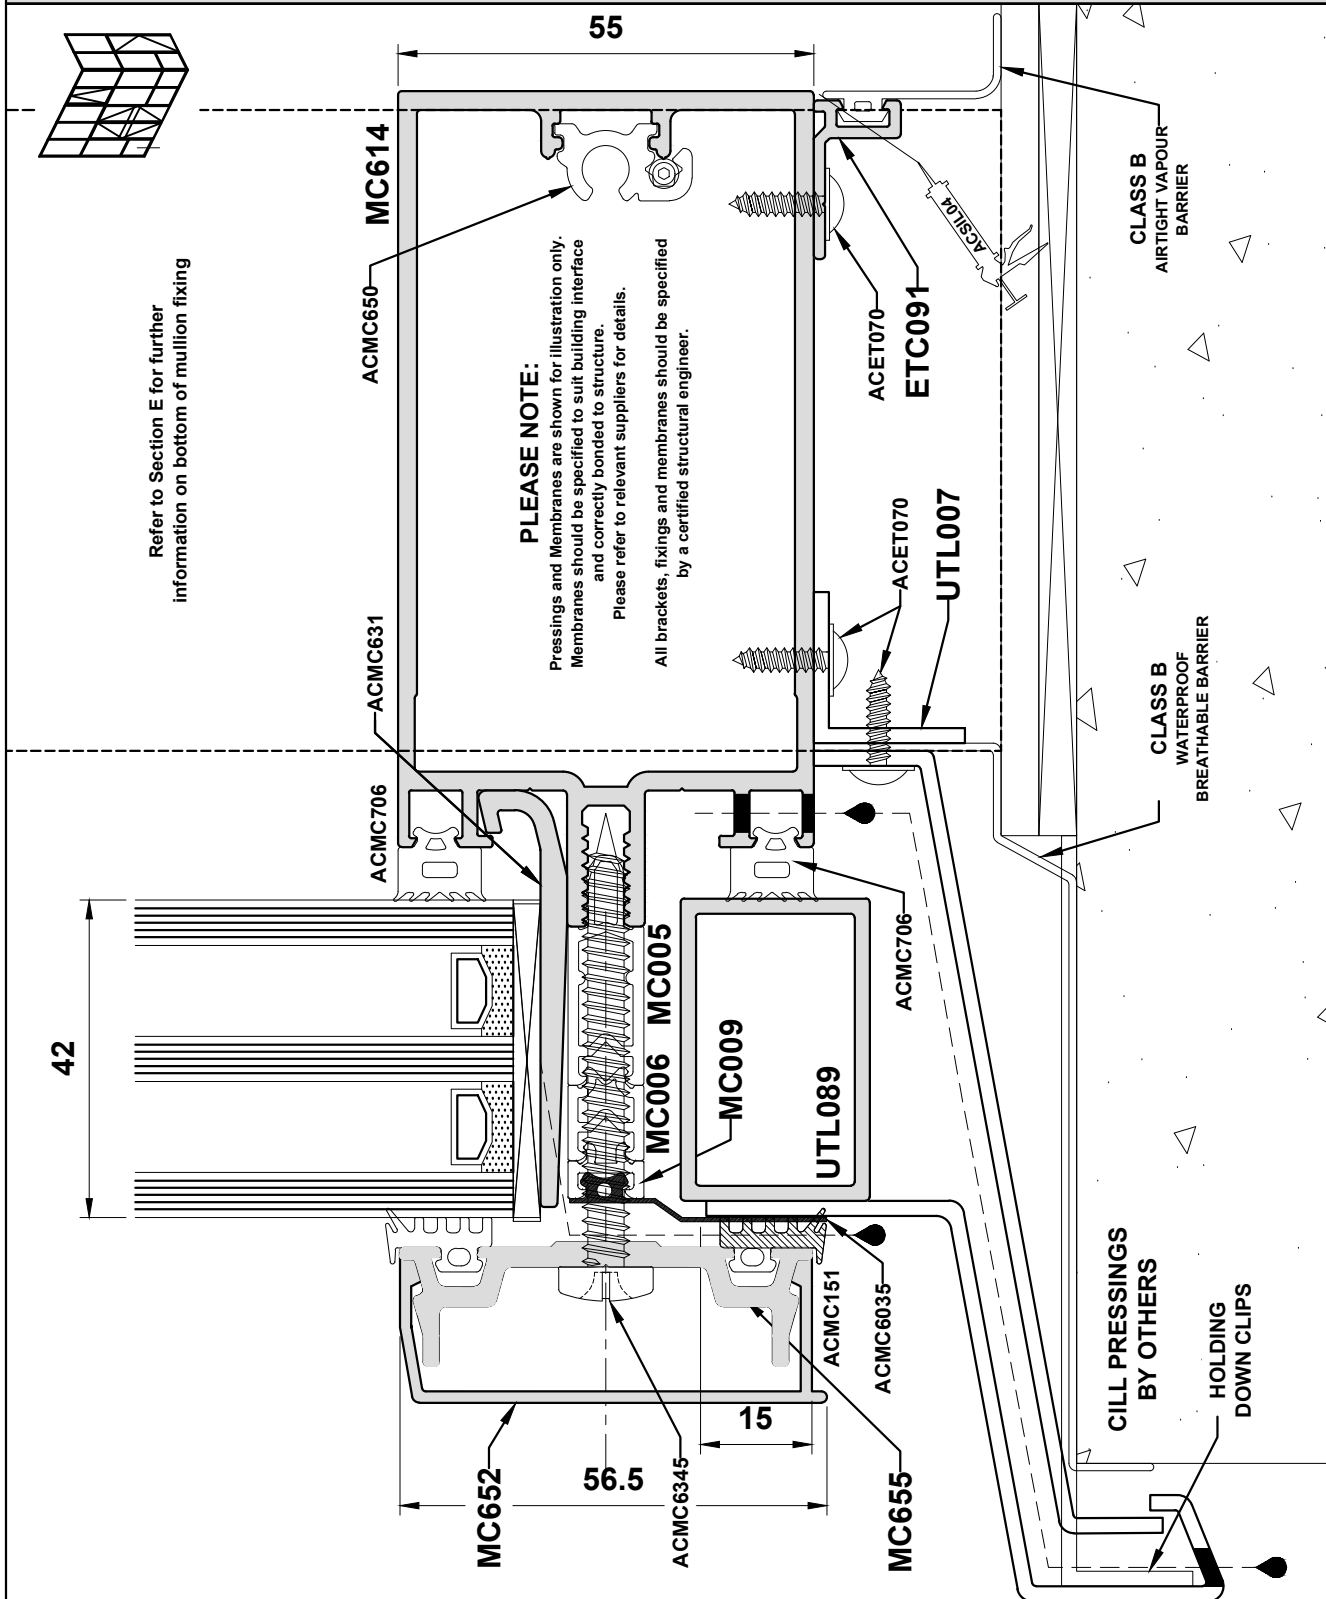 55
Refer to Section E for further
information on bottom of mullion fixing
MC614
ACMC650
PLEASE NOTE:
Pressings and Membranes are shown for illustration only.
Membranes should be specified to suit building interface
and correctly bonded to structure.
Please refer to relevant suppliers for details.
All brackets, fixings and membranes should be specified
by a certified structural engineer.
ACET070
ETC091
ACSIL04
CLASS B
AIRTIGHT VAPOUR
BARRIER
ACMC631
ACMC706
ACET070
UTL007
CLASS B
WATERPROOF
BREATHABLE BARRIER
42
MC005
MC006
MC009
UTL089
ACMC706
ACMC151
ACMC6035
MC652
56.5
15
ACMC6345
MC655
CILL PRESSINGS
BY OTHERS
HOLDING
DOWN CLIPS